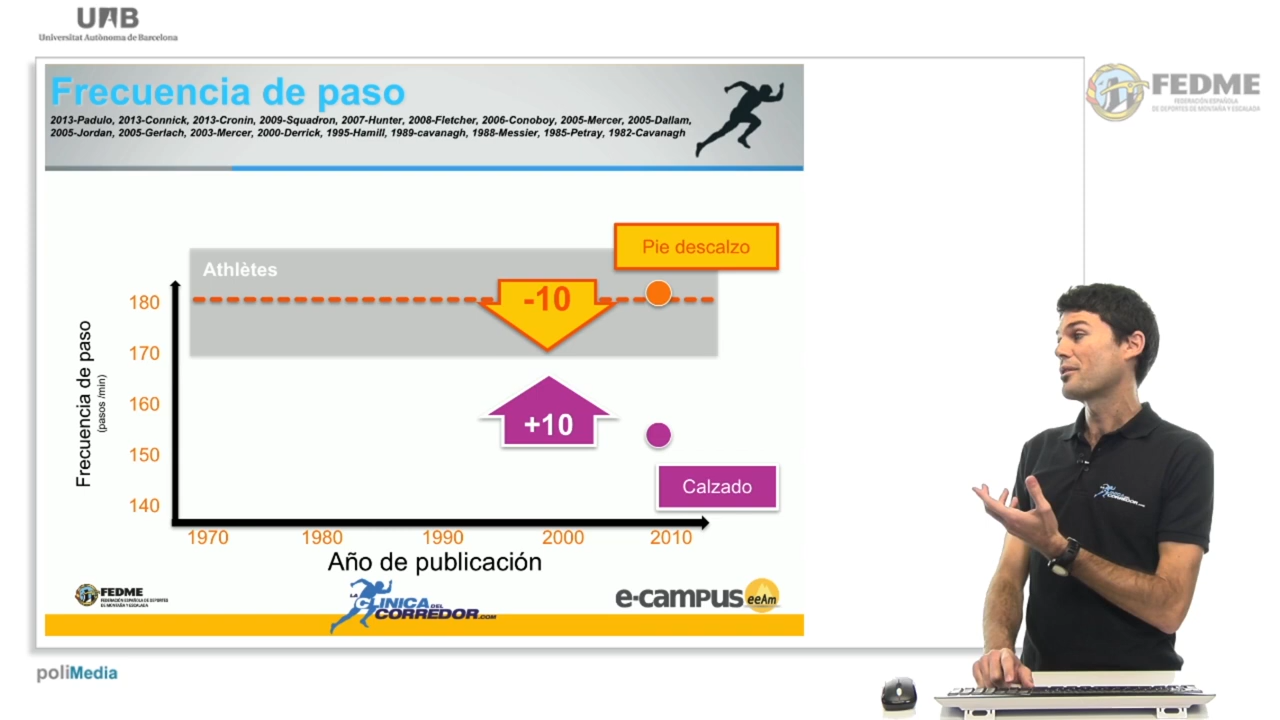 UAB
Universitat Autònoma de Barcelona
FEDME
FEDERACIÓN ESPAÑOLA
DE DEPORTES DE MONTAÑA Y ESCALADA
Frecuencia de paso
2013-Padulo, 2013-Connick, 2013-Cronin, 2009-Squadron, 2007-Hunter, 2008-Fletcher, 2006-Conoboy, 2005-Mercer, 2005-Dallam,
2005-Jordan, 2005-Gerlach, 2003-Mercer, 2000-Derrick, 1995-Hamill, 1989-cavanagh, 1988-Messier, 1985-Petray, 1982-Cavanagh
Pie descalzo
Athlètes
-10
180
170
160
150
140
Frecuencia de paso
(pasos /min)
+10
Calzado
1970 1980 1990 2000 2010
Año de publicación
FEDME
FEDERACIÓN ESPAÑOLA DE DEPORTES
DE MONTAÑA Y ESCALADA
LA CLINICA DEL
CORREDOR.COM
e-campus eeAm
poliMedia